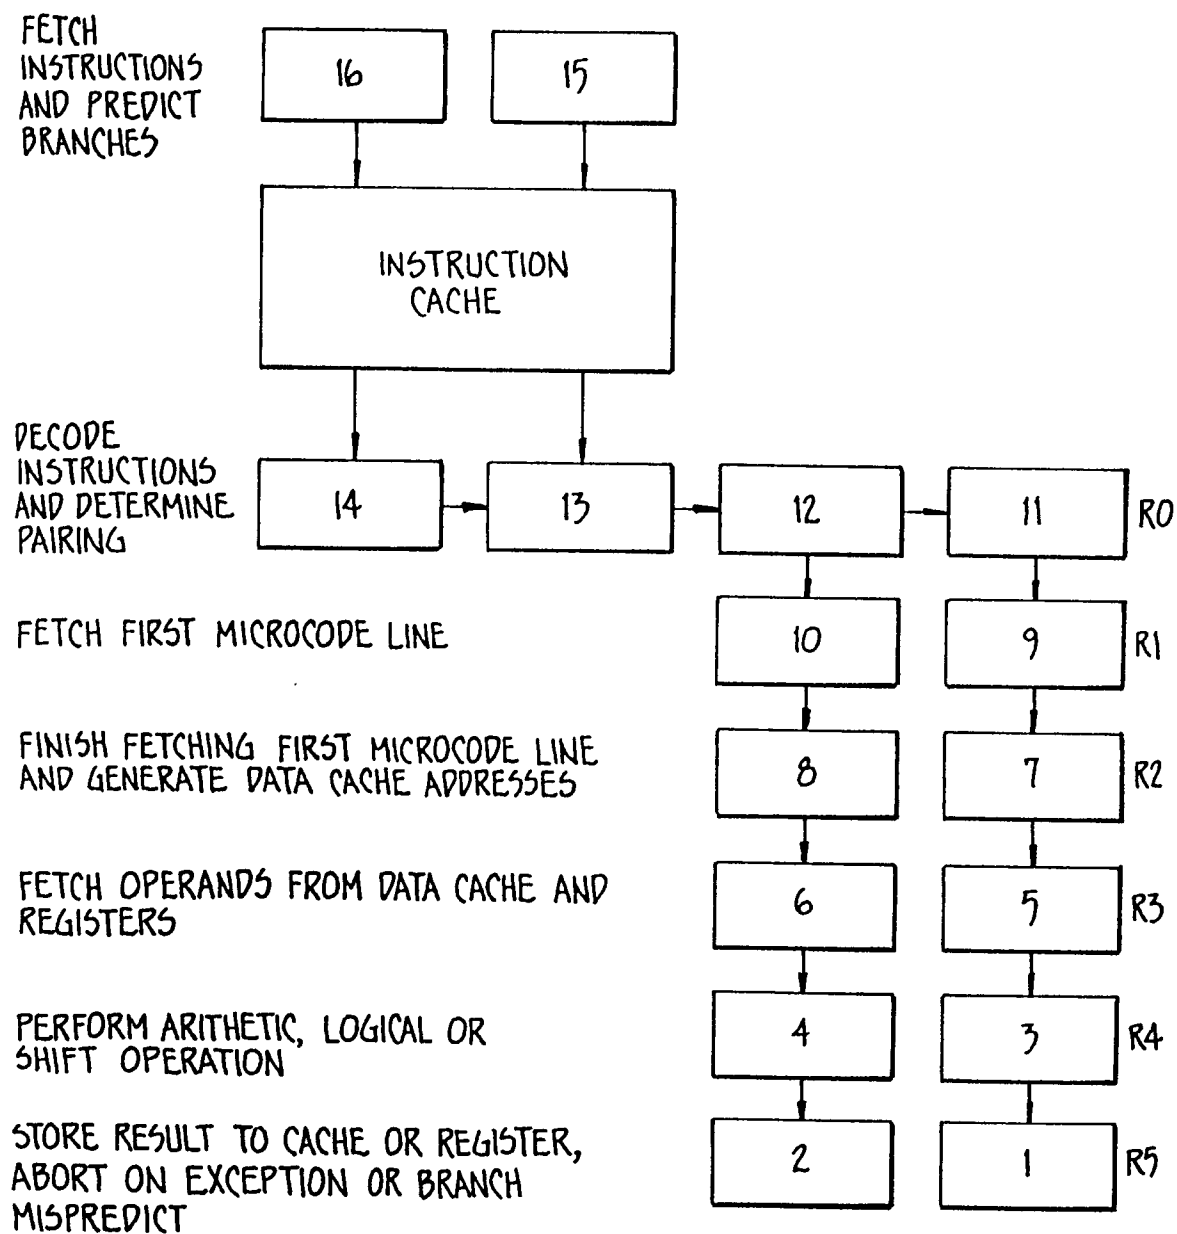 FETCH
INSTRUCTIONS
AND PREDICT
BRANCHES
16
15
INSTRUCTION
CACHE
DECODE
INSTRUCTIONS
AND DETERMINE
PAIRING
14
13
12
11
R0
FETCH FIRST MICROCODE LINE
10
9
R1
FINISH FETCHING FIRST MICROCODE LINE
AND GENERATE DATA CACHE ADDRESSES
8
7
R2
FETCH OPERANDS FROM DATA CACHE AND
REGISTERS
6
5
R3
PERFORM ARITHETIC, LOGICAL OR
SHIFT OPERATION
4
3
R4
STORE RESULT TO CACHE OR REGISTER,
ABORT ON EXCEPTION OR BRANCH
MISPREDICT
2
1
R5